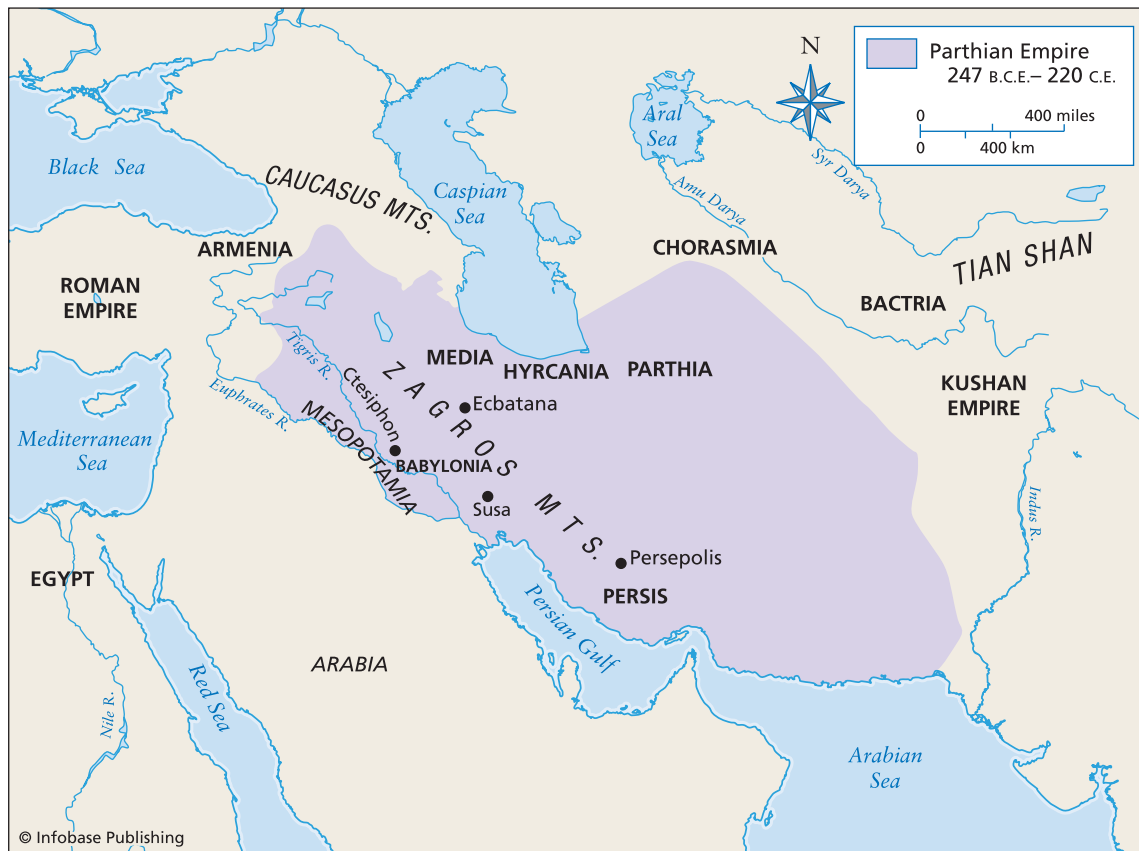 N
Parthian Empire
247 B.C.E.– 220 C.E.
0 400 miles
0 400 km
Black Sea
CAUCASUS MTS.
Caspian
Sea
Aral
Sea
Syr Darya
Amu Darya
ARMENIA
CHORASMIA
TIAN SHAN
ROMAN
EMPIRE
BACTRIA
Tigris R.
MEDIA
HYRCANIA
PARTHIA
KUSHAN
EMPIRE
Euphrates R.
Ctesiphon
ZAGROS MTS.
Ecbatana
MESOPOTAMIA
Mediterranean
Sea
BABYLONIA
Susa
Indus R.
Persepolis
EGYPT
PERSIS
Persian Gulf
ARABIA
Red Sea
Nile R.
Arabian
Sea
© Infobase Publishing